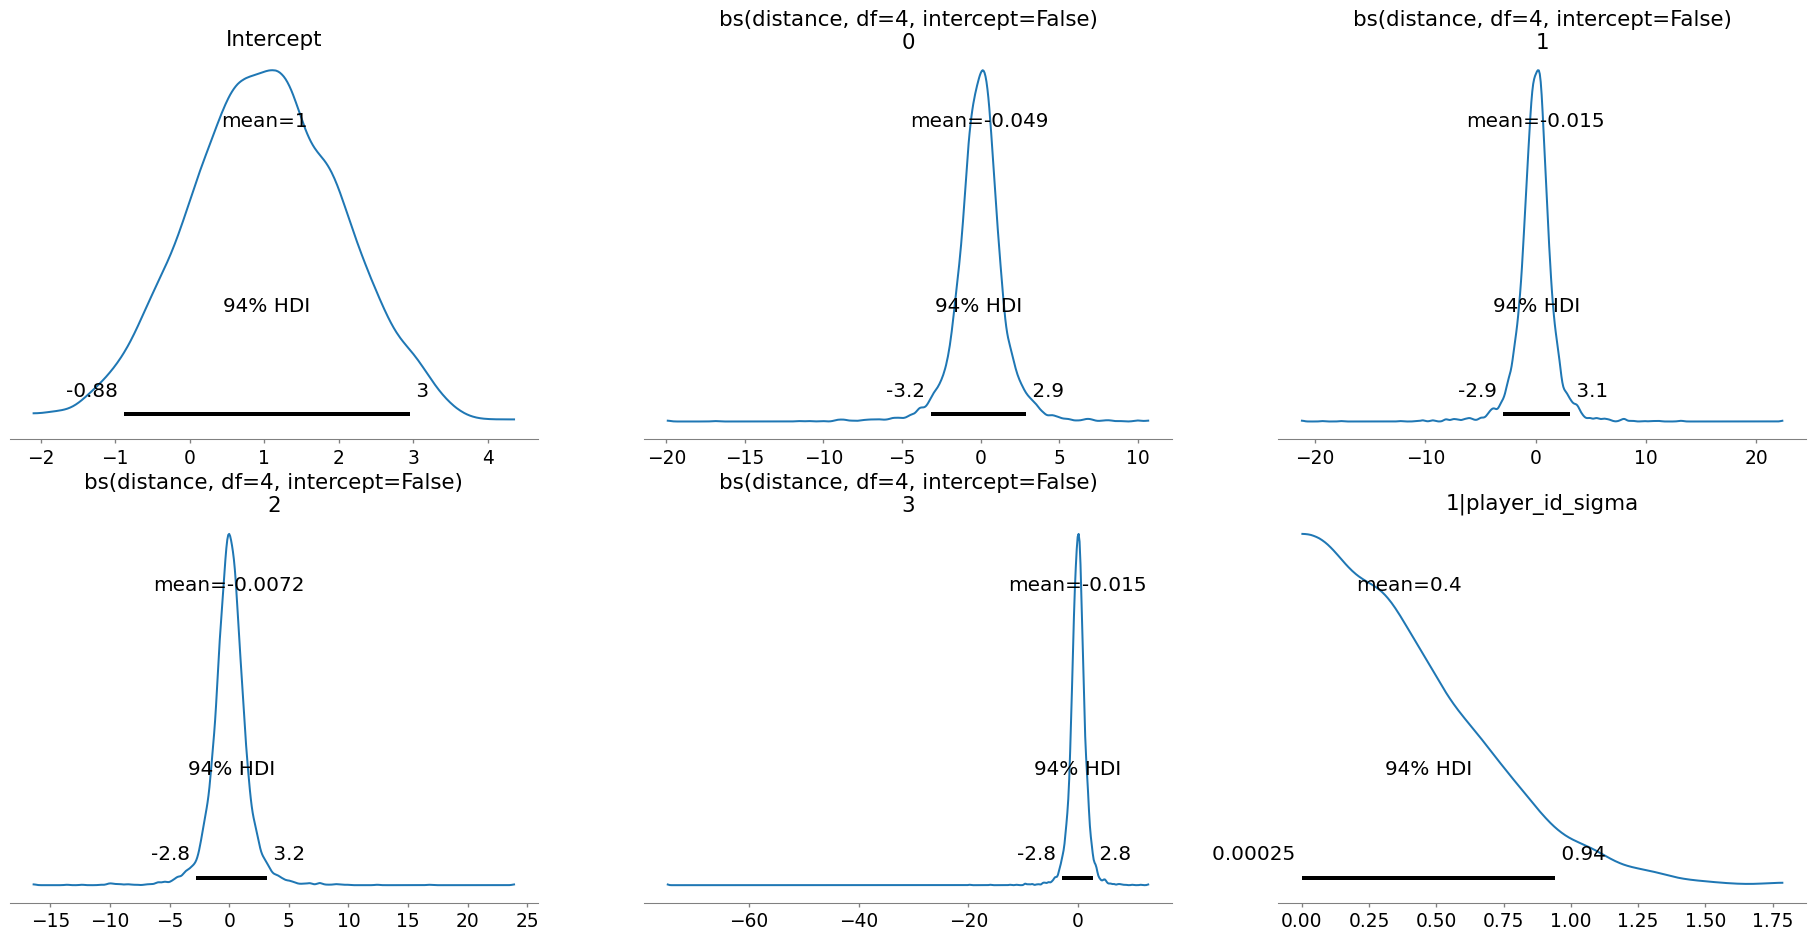 Intercept
mean=1
94% HDI
-0.88
3
−2 −1 0 1 2 3 4
bs(distance, df=4, intercept=False)
0
mean=-0.049
94% HDI
-3.2
2.9
−20 −15 −10 −5 0 5 10
bs(distance, df=4, intercept=False)
1
mean=-0.015
94% HDI
-2.9
3.1
−20 −10 0 10 20
bs(distance, df=4, intercept=False)
2
mean=-0.0072
94% HDI
-2.8
3.2
−15 −10 −5 0 5 10 15 20 25
bs(distance, df=4, intercept=False)
3
mean=-0.015
94% HDI
-2.8
2.8
−60 −40 −20 0
1|player_id_sigma
mean=0.4
94% HDI
0.00025
0.94
0.00 0.25 0.50 0.75 1.00 1.25 1.50 1.75